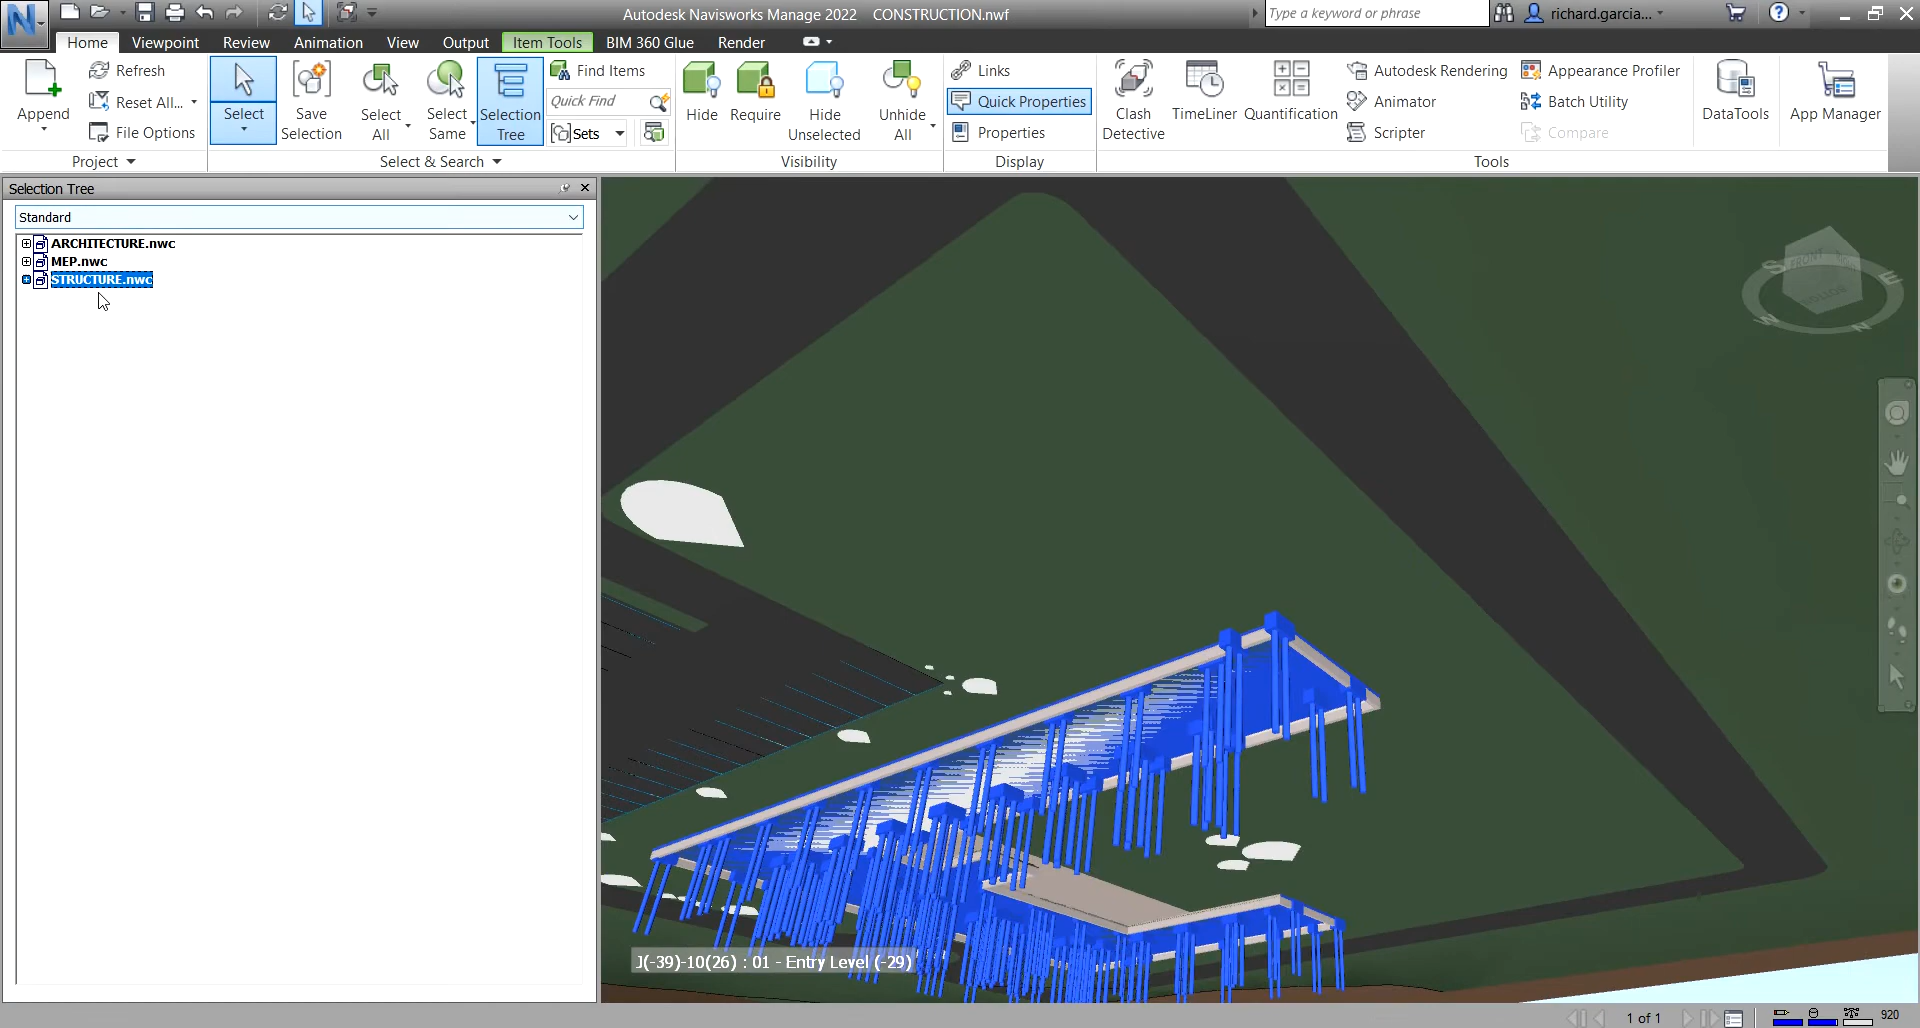 Autodesk Navisworks Manage 2022 CONSTRUCTION.nwf
Type a keyword or phrase
richard.garcia...
Home Viewpoint Review Animation View Output Item Tools BIM 360 Glue Render
Append
Refresh
Reset All...
File Options
Project
Select
Save Selection
Select All
Select Same
Selection Tree
Find Items
Quick Find
Sets
Select & Search
Hide
Require
Hide Unselected
Unhide All
Visibility
Links
Quick Properties
Properties
Display
Clash Detective
TimeLiner
Quantification
Autodesk Rendering
Animator
Scripter
Appearance Profiler
Batch Utility
Compare
Tools
DataTools
App Manager
Selection Tree
Standard
ARCHITECTURE.nwc
MEP.nwc
STRUCTURE.nwc
FRONT
S
E
N
J(-39)-10(26) : 01 - Entry Level (-29)
1 of 1
920